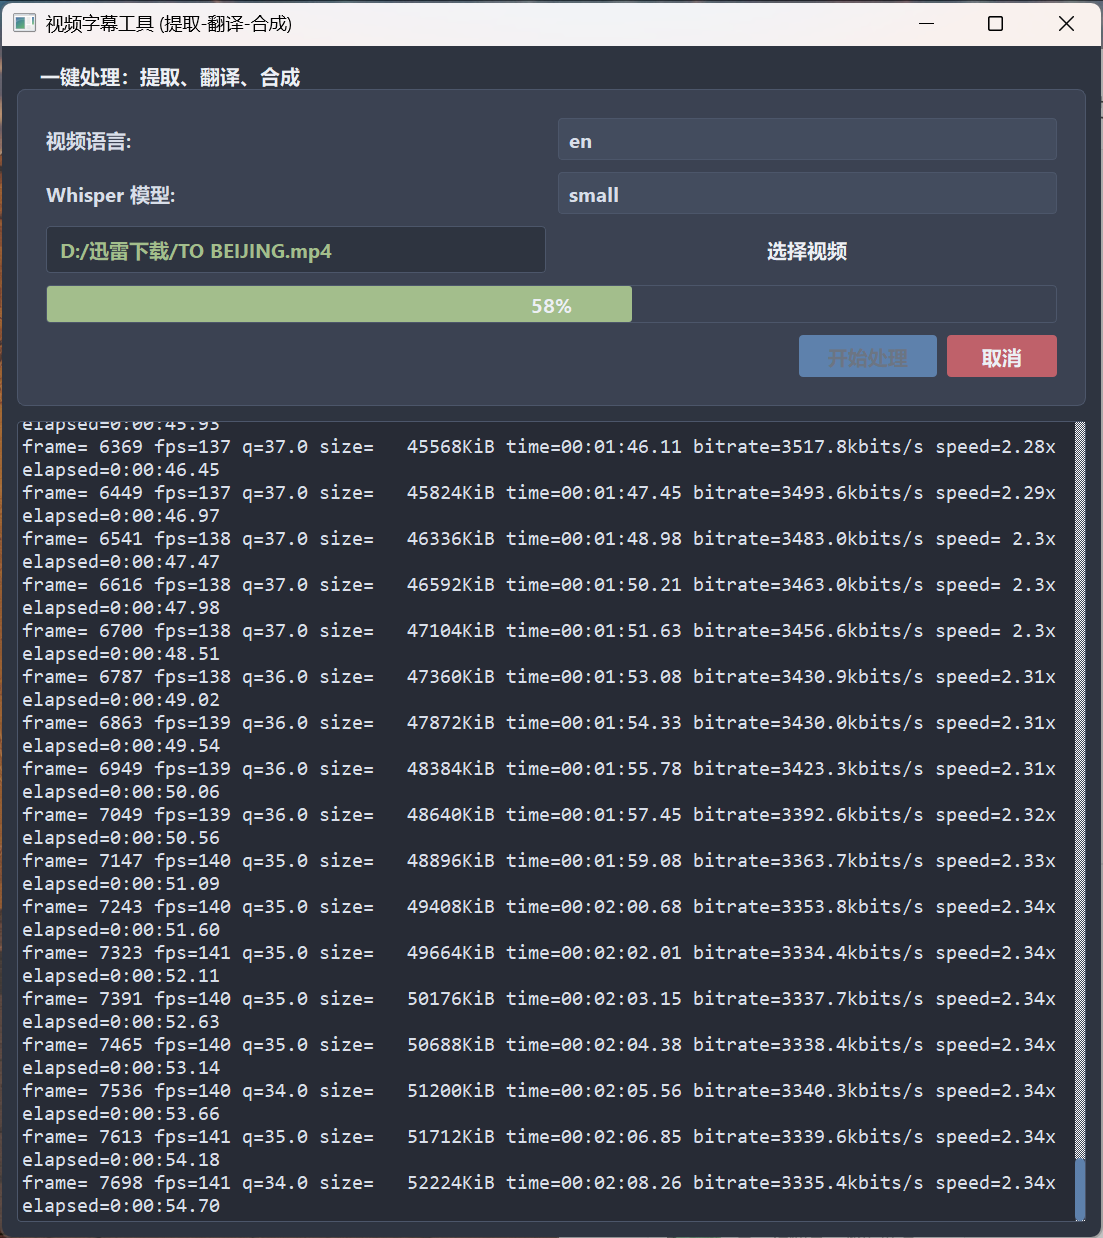 视频字幕工具 (提取-翻译-合成)
一键处理：提取、翻译、合成
视频语言:
en
Whisper 模型:
small
D:/迅雷下载/TO BEIJING.mp4
选择视频
58%
开始处理
取消
elapsed=0:00:45.93
frame= 6369 fps=137 q=37.0 size=   45568KiB time=00:01:46.11 bitrate=3517.8kbits/s speed=2.28x
elapsed=0:00:46.45
frame= 6449 fps=137 q=37.0 size=   45824KiB time=00:01:47.45 bitrate=3493.6kbits/s speed=2.29x
elapsed=0:00:46.97
frame= 6541 fps=138 q=37.0 size=   46336KiB time=00:01:48.98 bitrate=3483.0kbits/s speed= 2.3x
elapsed=0:00:47.47
frame= 6616 fps=138 q=37.0 size=   46592KiB time=00:01:50.21 bitrate=3463.0kbits/s speed= 2.3x
elapsed=0:00:47.98
frame= 6700 fps=138 q=37.0 size=   47104KiB time=00:01:51.63 bitrate=3456.6kbits/s speed= 2.3x
elapsed=0:00:48.51
frame= 6787 fps=138 q=36.0 size=   47360KiB time=00:01:53.08 bitrate=3430.9kbits/s speed=2.31x
elapsed=0:00:49.02
frame= 6863 fps=139 q=36.0 size=   47872KiB time=00:01:54.33 bitrate=3430.0kbits/s speed=2.31x
elapsed=0:00:49.54
frame= 6949 fps=139 q=36.0 size=   48384KiB time=00:01:55.78 bitrate=3423.3kbits/s speed=2.31x
elapsed=0:00:50.06
frame= 7049 fps=139 q=36.0 size=   48640KiB time=00:01:57.45 bitrate=3392.6kbits/s speed=2.32x
elapsed=0:00:50.56
frame= 7147 fps=140 q=35.0 size=   48896KiB time=00:01:59.08 bitrate=3363.7kbits/s speed=2.33x
elapsed=0:00:51.09
frame= 7243 fps=140 q=35.0 size=   49408KiB time=00:02:00.68 bitrate=3353.8kbits/s speed=2.34x
elapsed=0:00:51.60
frame= 7323 fps=141 q=35.0 size=   49664KiB time=00:02:02.01 bitrate=3334.4kbits/s speed=2.34x
elapsed=0:00:52.11
frame= 7391 fps=140 q=35.0 size=   50176KiB time=00:02:03.15 bitrate=3337.7kbits/s speed=2.34x
elapsed=0:00:52.63
frame= 7465 fps=140 q=35.0 size=   50688KiB time=00:02:04.38 bitrate=3338.4kbits/s speed=2.34x
elapsed=0:00:53.14
frame= 7536 fps=140 q=34.0 size=   51200KiB time=00:02:05.56 bitrate=3340.3kbits/s speed=2.34x
elapsed=0:00:53.66
frame= 7613 fps=141 q=35.0 size=   51712KiB time=00:02:06.85 bitrate=3339.6kbits/s speed=2.34x
elapsed=0:00:54.18
frame= 7698 fps=141 q=34.0 size=   52224KiB time=00:02:08.26 bitrate=3335.4kbits/s speed=2.34x
elapsed=0:00:54.70